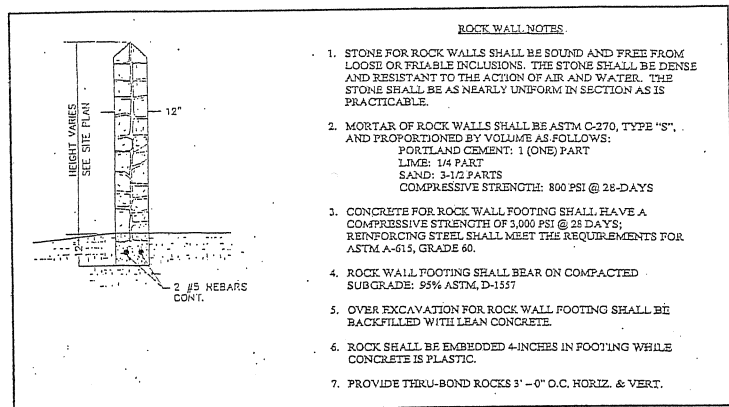 ROCK WALL NOTES
1. STONE FOR ROCK WALLS SHALL BE SOUND AND FREE FROM
LOOSE OR FRIABLE INCLUSIONS. THE STONE SHALL BE DENSE
AND RESISTANT TO THE ACTION OF AIR AND WATER. THE
STONE SHALL BE AS NEARLY UNIFORM IN SECTION AS IS
PRACTICABLE.
2. MORTAR OF ROCK WALLS SHALL BE ASTM C-270, TYPE "S",
AND PROPORTIONED BY VOLUME AS FOLLOWS:
PORTLAND CEMENT: 1 (ONE) PART
LIME: 1/4 PART
SAND: 3-1/2 PARTS
COMPRESSIVE STRENGTH: 800 PSI @ 28-DAYS
3. CONCRETE FOR ROCK WALL FOOTING SHALL HAVE A
COMPRESSIVE STRENGTH OF 3,000 PSI @ 28 DAYS;
REINFORCING STEEL SHALL MEET THE REQUIREMENTS FOR
ASTM A-615, GRADE 60.
4. ROCK WALL FOOTING SHALL BEAR ON COMPACTED
SUBGRADE: 95% ASTM, D-1557
5. OVER EXCAVATION FOR ROCK WALL FOOTING SHALL BE
BACKFILLED WITH LEAN CONCRETE.
6. ROCK SHALL BE EMBEDDED 4-INCHES IN FOOTING WHILE
CONCRETE IS PLASTIC.
7. PROVIDE THRU-BOND ROCKS 3' – 0" O.C. HORIZ. & VERT.
HEIGHT VARIES
SEE SITE PLAN
12"
2 #5 REBARS
CONT.